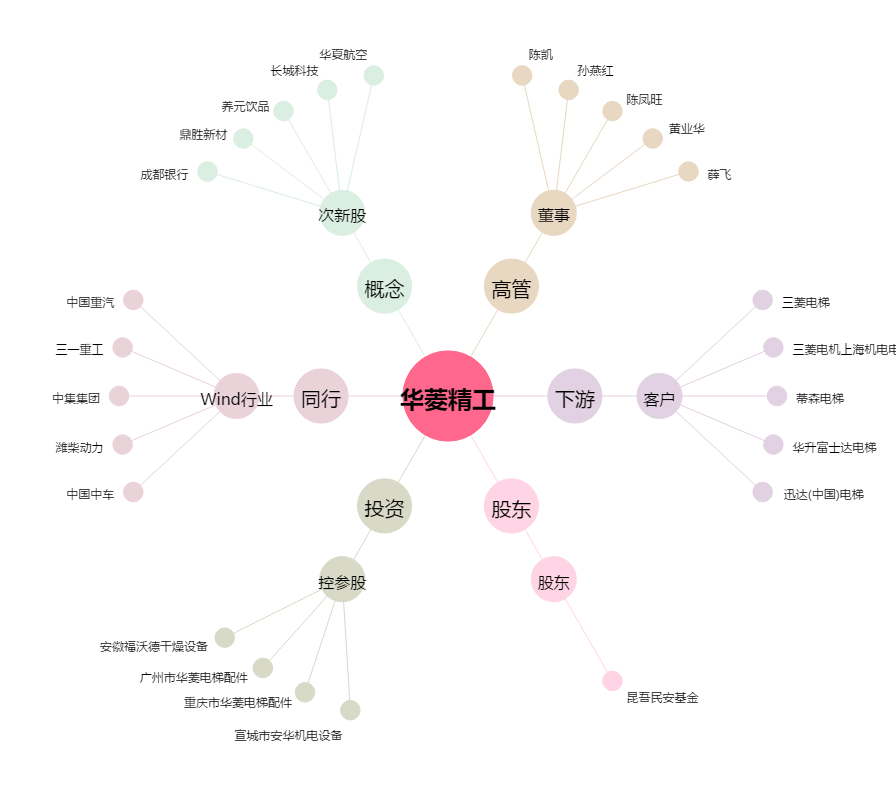 华夏航空
陈凯
长城科技
孙燕红
养元饮品
陈凤旺
鼎胜新材
黄业华
成都银行
薛飞
次新股
董事
概念
高管
中国重汽
三菱电梯
三一重工
三菱电机上海机电电
中集集团
Wind行业
同行
华菱精工
下游
客户
蒂森电梯
潍柴动力
华升富士达电梯
中国中车
迅达(中国)电梯
投资
股东
控参股
股东
安徽福沃德干燥设备
广州市华菱电梯配件
重庆市华菱电梯配件
昆吾民安基金
宣城市安华机电设备